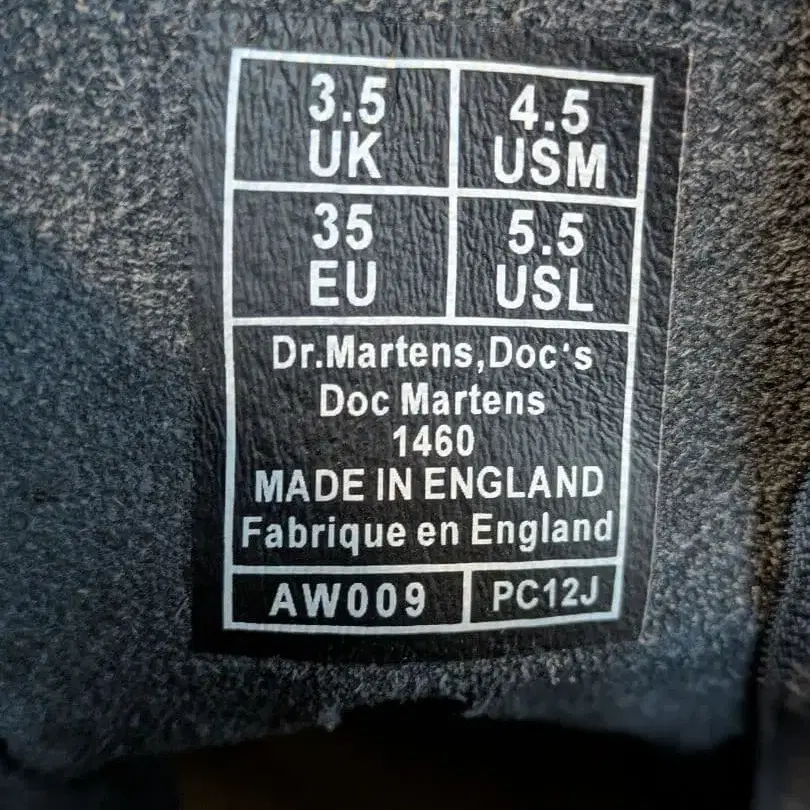 3.5
UK
4.5
USM
35
EU
5.5
USL
Dr.Martens,Doc's
Doc Martens
1460
MADE IN ENGLAND
Fabrique en England
AW009
PC12J